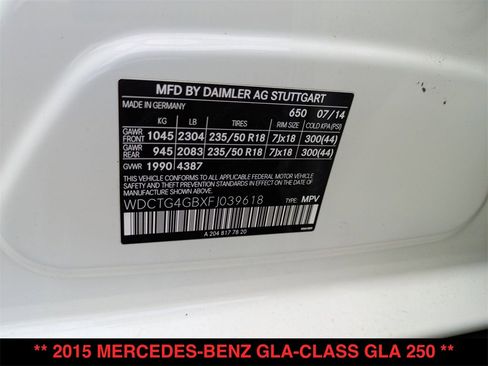 MFD BY DAIMLER AG STUTTGART
MADE IN GERMANY 650 07/14
KG LB TIRES RIM SIZE COLD KPA(PSI)
GAWR FRONT 1045 2304 235/50 R18 7Jx18 300(44)
GAWR REAR 945 2083 235/50 R18 7Jx18 300(44)
GVWR 1990 4387
THIS VEHICLE CONFORMS TO ALL APPLICABLE FEDERAL MOTOR VEHICLE
SAFETY, BUMPER, AND THEFT PREVENTION STANDARDS IN
EFFECT ON THE DATE OF MANUFACTURE SHOWN ABOVE.
WDCTG4GBXFJ039618 TYPE: MPV
A 204 817 78 20
** 2015 MERCEDES-BENZ GLA-CLASS GLA 250 **